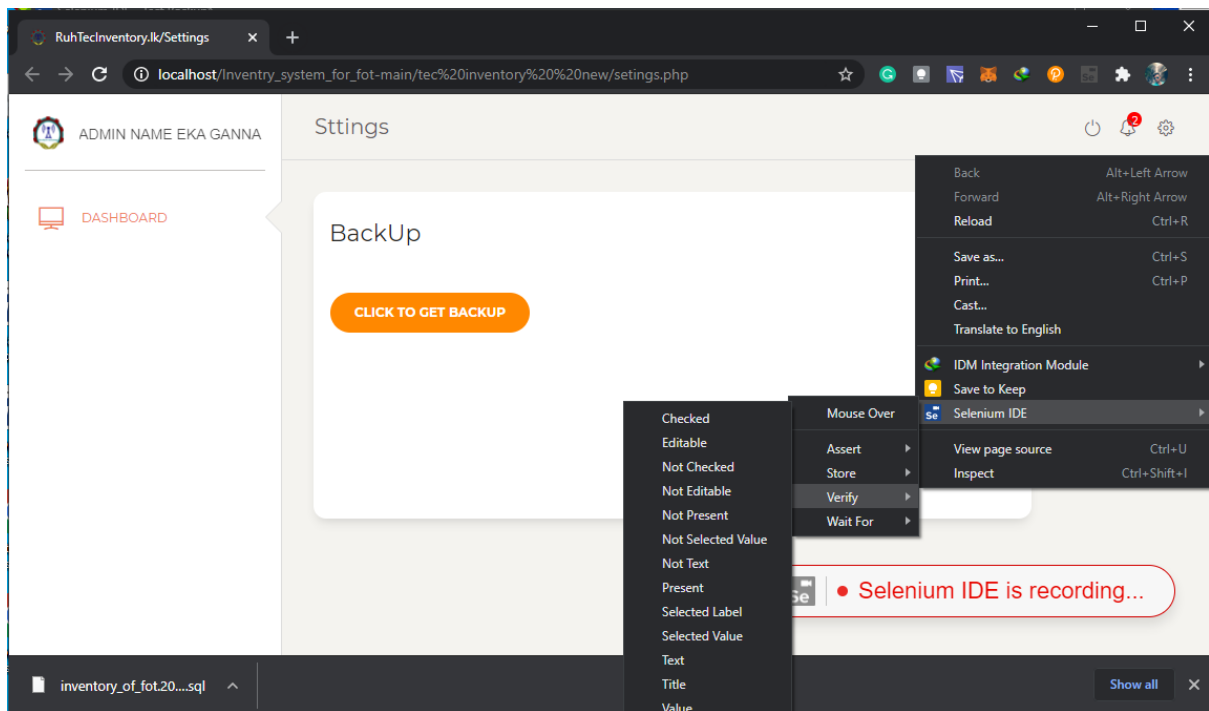 RuhTecInventory.lk/Settings
localhost/Inventry_system_for_fot-main/tec%20inventory%20%20new/setings.php
ADMIN NAME EKA GANNA
Sttings
2
DASHBOARD
BackUp
CLICK TO GET BACKUP
Back Alt+Left Arrow
Forward Alt+Right Arrow
Reload Ctrl+R
Save as... Ctrl+S
Print... Ctrl+P
Cast...
Translate to English
IDM Integration Module
Save to Keep
Se Selenium IDE
View page source Ctrl+U
Inspect Ctrl+Shift+I
Mouse Over
Assert
Store
Verify
Wait For
Checked
Editable
Not Checked
Not Editable
Not Present
Not Selected Value
Not Text
Present
Selected Label
Selected Value
Text
Title
Value
Se Selenium IDE is recording...
inventory_of_fot.20....sql
Show all